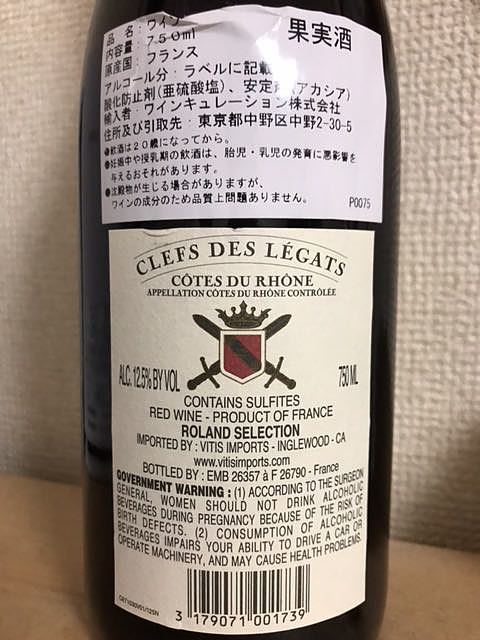 品名:ワイン
果実酒
内容量:750ml
原産国:フランス
アルコール分:ラベルに記載
酸化防止剤(亜硫酸塩)、安定剤(アカシア)
輸入者:ワインキュレーション株式会社
住所及び引取先:東京都中野区中野2-30-5
●飲酒は20歳になってから。
●妊娠中や授乳期の飲酒は、胎児・乳児の発育に悪影響を
与えるおそれがあります。
●沈殿物が生じる場合がありますが、
ワインの成分のため品質上問題ありません。
P0075
CLEFS DES LÉGATS
CÔTES DU RHÔNE
APPELLATION CÔTES DU RHÔNE CONTRÔLÉE
ALC. 12.5% BY VOL
750 ML
CONTAINS SULFITES
RED WINE - PRODUCT OF FRANCE
ROLAND SELECTION
IMPORTED BY : VITIS IMPORTS - INGLEWOOD - CA
www.vitisimports.com
BOTTLED BY : EMB 26357 à F 26790 - France
GOVERNMENT WARNING : (1) ACCORDING TO THE SURGEON
GENERAL, WOMEN SHOULD NOT DRINK ALCOHOLIC
BEVERAGES DURING PREGNANCY BECAUSE OF THE RISK OF
BIRTH DEFECTS. (2) CONSUMPTION OF ALCOHOLIC
BEVERAGES IMPAIRS YOUR ABILITY TO DRIVE A CAR OR
OPERATE MACHINERY, AND MAY CAUSE HEALTH PROBLEMS.
3 179071 001739